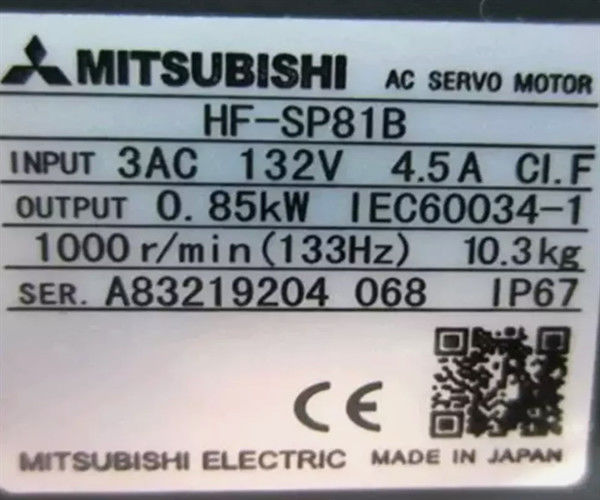 MITSUBISHI AC SERVO MOTOR
HF-SP81B
INPUT 3AC 132V 4.5A CI.F
OUTPUT 0.85kW IEC60034-1
1000r/min(133Hz) 10.3kg
SER. A83219204 068 IP67
CE
MITSUBISHI ELECTRIC MADE IN JAPAN